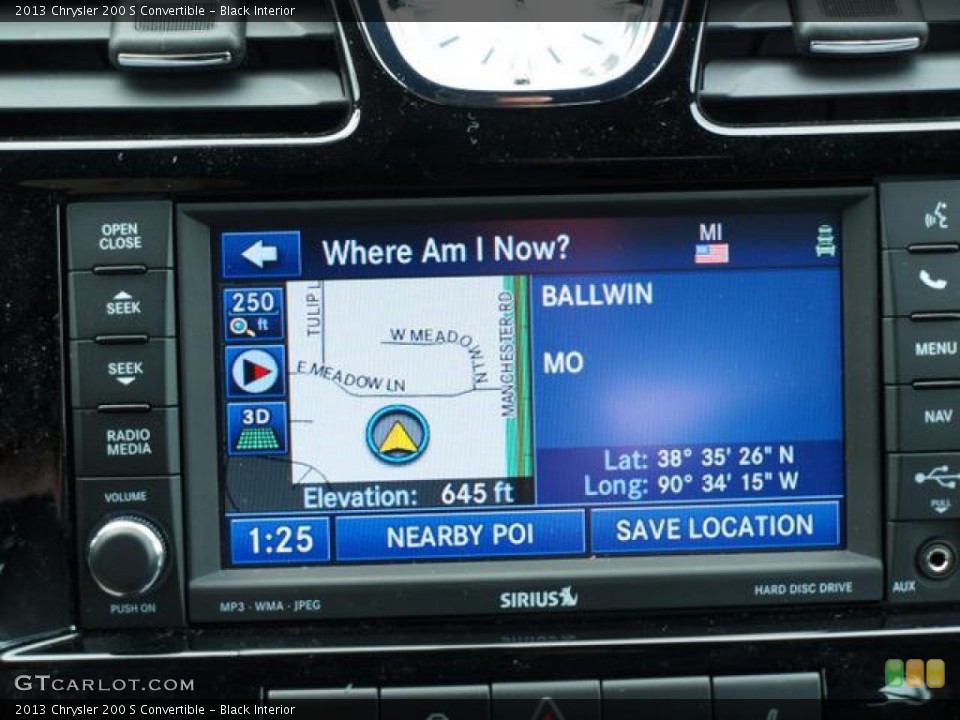 2013 Chrysler 200 S Convertible – Black Interior
OPEN
CLOSE
SEEK
SEEK
RADIO
MEDIA
VOLUME
PUSH ON
Where Am I Now?
MI
250
ft
3D
TULIP L
W MEADOW
E MEADOW LN
MANCHESTER RD
BALLWIN
MO
Lat: 38° 35' 26" N
Long: 90° 34' 15" W
Elevation: 645 ft
1:25
NEARBY POI
SAVE LOCATION
MP3 · WMA · JPEG
SIRIUS
HARD DISC DRIVE
MENU
NAV
PULL
AUX
GTCARLOT.COM
2013 Chrysler 200 S Convertible – Black Interior